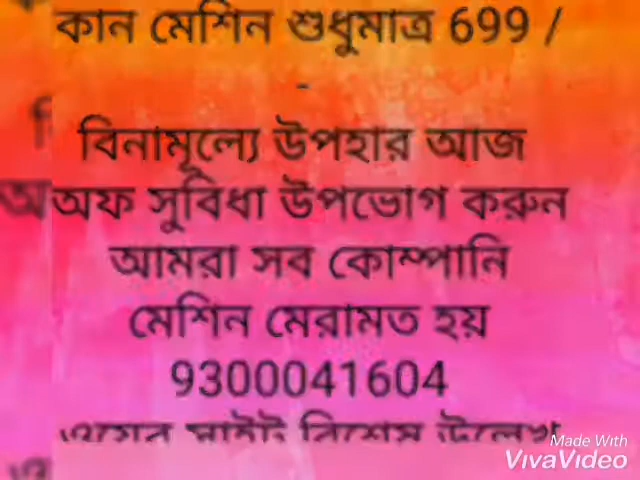 কান মেশিন শুধুমাত্র 699 /
-
বিনামূল্যে উপহার আজ
অফ সুবিধা উপভোগ করুন
আমরা সব কোম্পানি
মেশিন মেরামত হয়
9300041604
Made With
VivaVideo